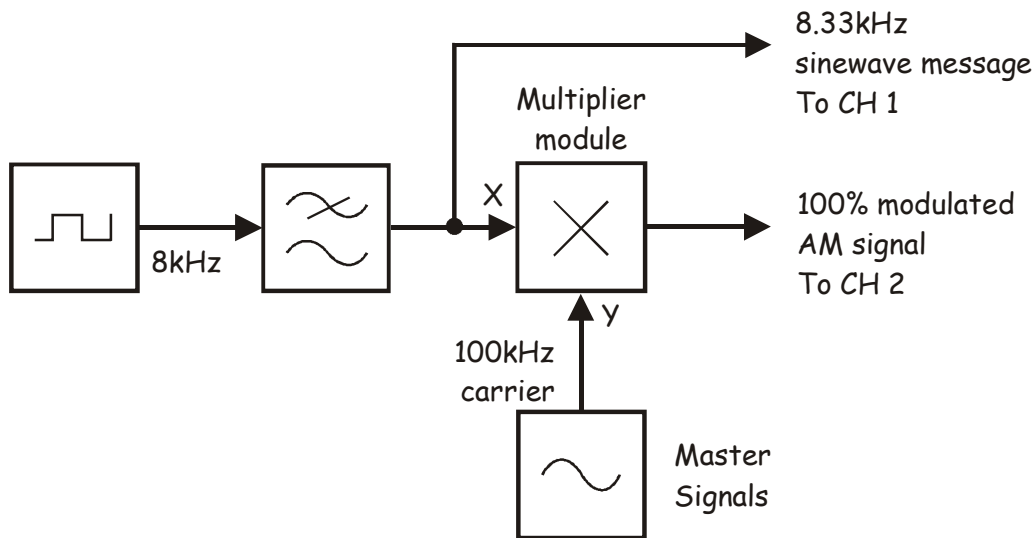 8.33kHz
sinewave message
To CH 1
Multiplier
module
X
8kHz
100% modulated
AM signal
To CH 2
Y
100kHz
carrier
Master
Signals